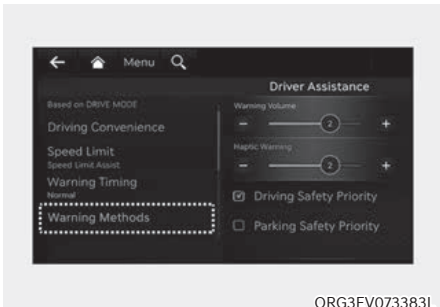 Menu
Driver Assistance
Based on DRIVE MODE
Driving Convenience
Speed Limit
Speed Limit Assist
Warning Timing
Normal
Warning Methods
Warning Volume
- 2 +
Haptic Warning
- 2 +
Driving Safety Priority
Parking Safety Priority
ORG3EV073383L